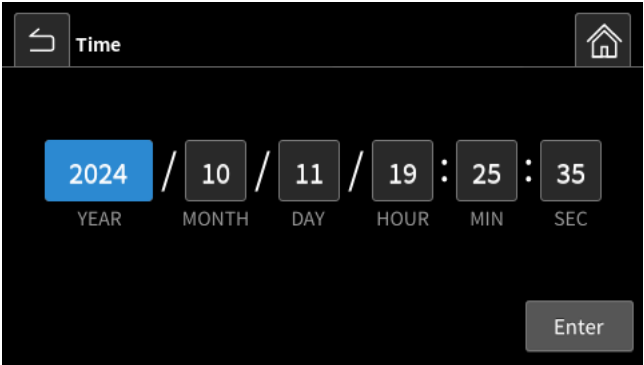 Time
2024 / 10 / 11 / 19 : 25 : 35
YEAR MONTH DAY HOUR MIN SEC
Enter